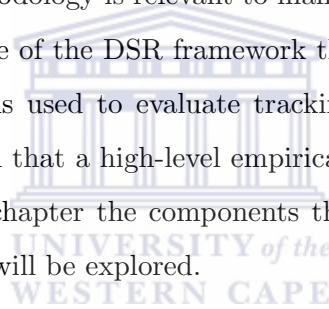 odology is relevant to man
e of the DSR framework th
s used to evaluate trackin
that a high-level empirica
chapter the components th
UNIVERSITY of the
will be explored.
WESTERN CAPE